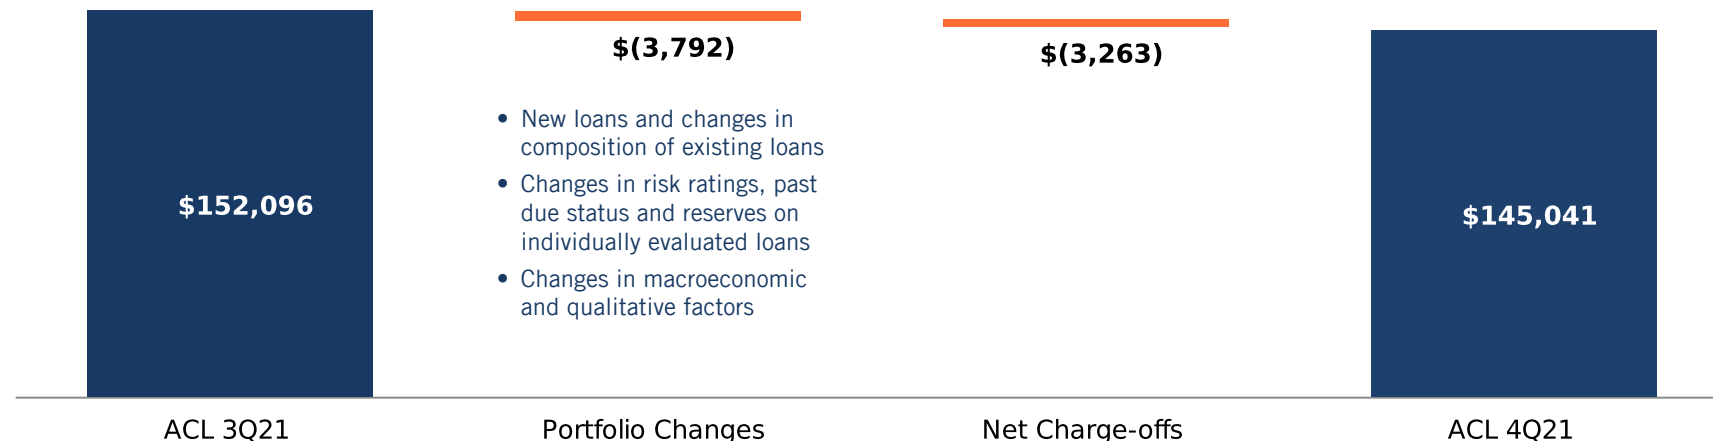 $(3,792)
$(3,263)
• New loans and changes in
composition of existing loans
• Changes in risk ratings, past
due status and reserves on
individually evaluated loans
• Changes in macroeconomic
and qualitative factors
$152,096
$145,041
ACL 3Q21
Portfolio Changes
Net Charge-offs
ACL 4Q21